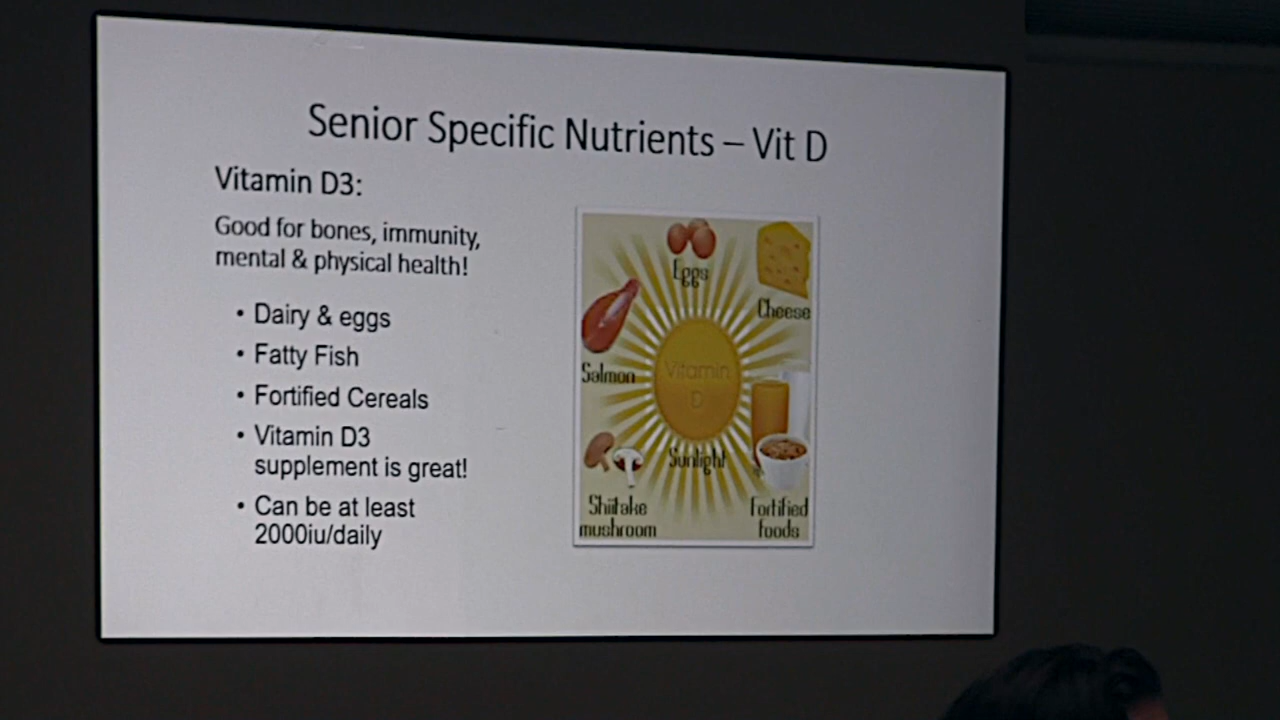 Senior Specific Nutrients – Vit D
Vitamin D3:
Good for bones, immunity,
mental & physical health!
• Dairy & eggs
• Fatty Fish
• Fortified Cereals
• Vitamin D3
supplement is great!
• Can be at least
2000iu/daily
Eggs
Cheese
Salmon
Vitamin
D
Sunlight
Shiitake
mushroom
Fortified
foods